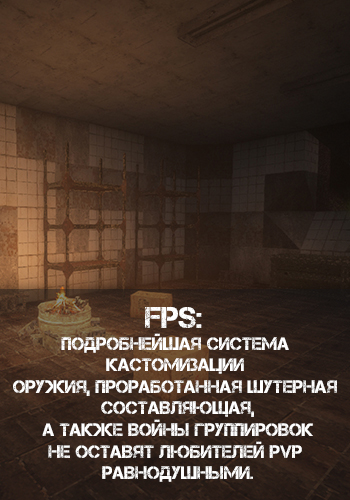 FPS:
ПОДРОБНЕЙШАЯ СИСТЕМА
КАСТОМИЗАЦИИ
ОРУЖИЯ, ПРОРАБОТАННАЯ ШУТЕРНАЯ
СОСТАВЛЯЮЩАЯ,
А ТАКЖЕ ВОЙНЫ ГРУППИРОВОК
НЕ ОСТАВЯТ ЛЮБИТЕЛЕЙ PVP
РАВНОДУШНЫМИ.